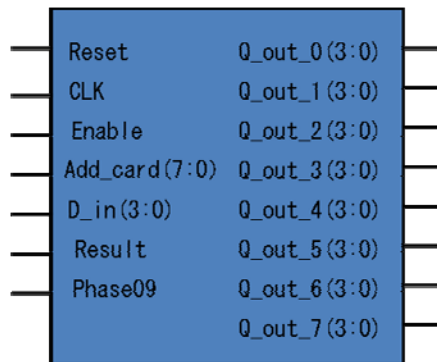 Reset Q_out_0(3:0)
CLK Q_out_1(3:0)
Enable Q_out_2(3:0)
Add_card(7:0) Q_out_3(3:0)
D_in(3:0) Q_out_4(3:0)
Result Q_out_5(3:0)
Phase09 Q_out_6(3:0)
Q_out_7(3:0)